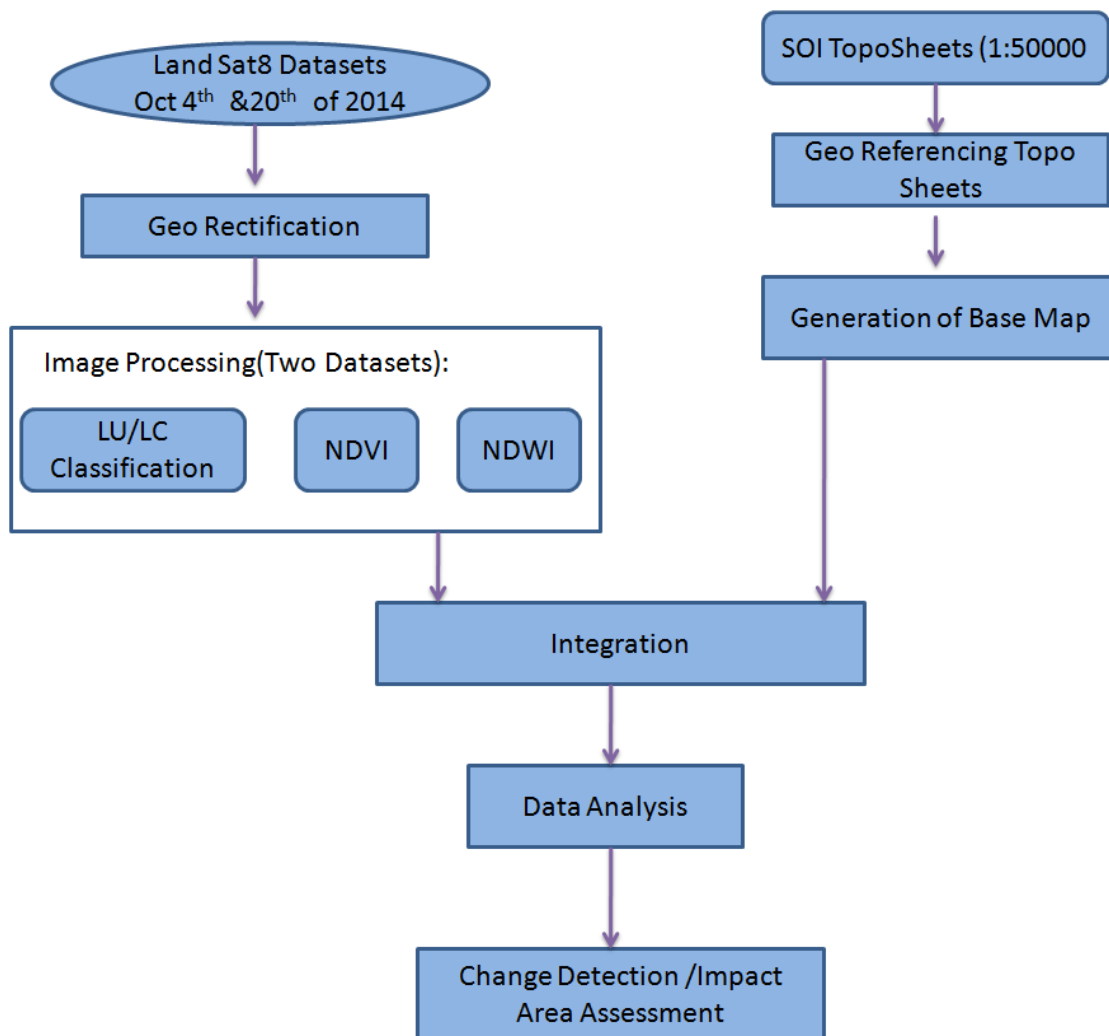 Land Sat8 Datasets
Oct 4th &20th of 2014
Geo Rectification
Image Processing(Two Datasets):
LU/LC
Classification
NDVI
NDWI
SOI TopoSheets (1:50000
Geo Referencing Topo
Sheets
Generation of Base Map
Integration
Data Analysis
Change Detection /Impact
Area Assessment